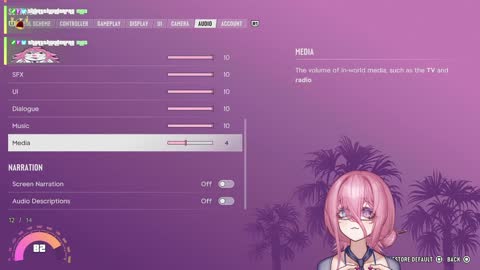 SCHEME CONTROLLER GAMEPLAY DISPLAY UI CAMERA AUDIO ACCOUNT R1
10
SFX 10
UI 10
Dialogue 10
Music 10
Media 4
NARRATION
Screen Narration Off
Audio Descriptions Off
12 / 14
82
MEDIA
The volume of in-world media, such as the TV and
radio
RESTORE DEFAULT BACK